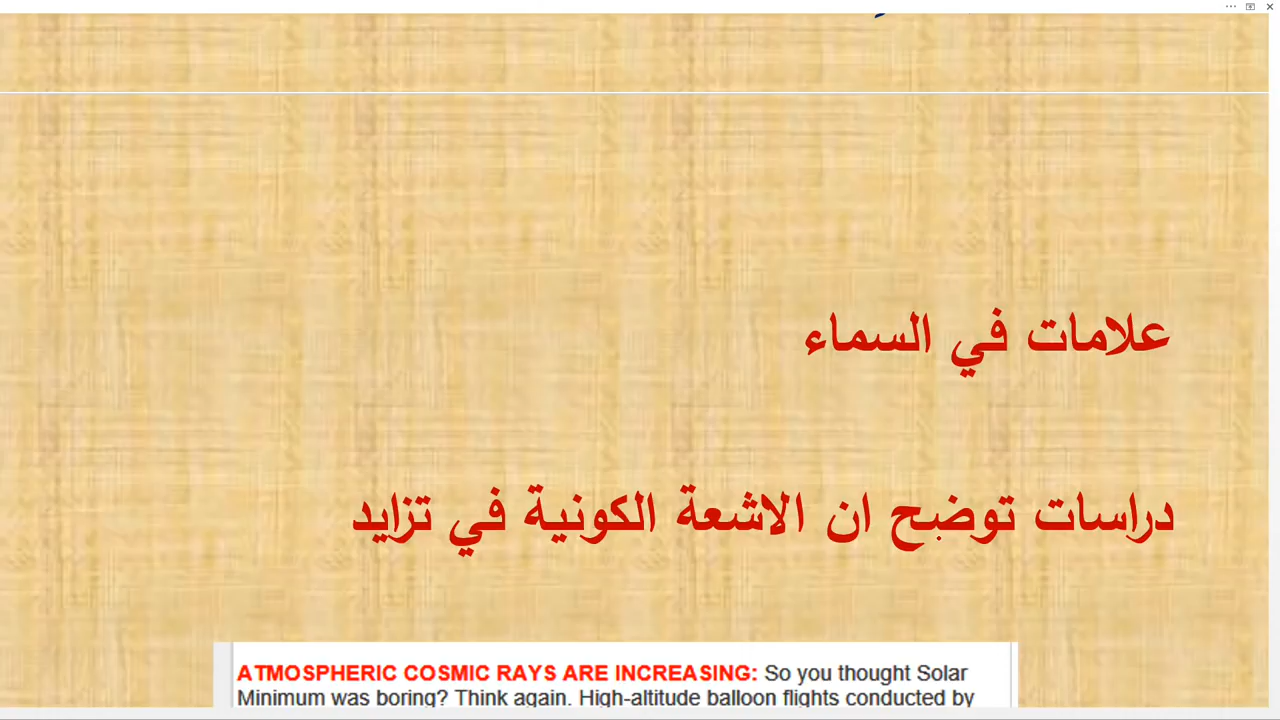 علامات في السماء
دراسات توضح ان الاشعة الكونية في تزايد
ATMOSPHERIC COSMIC RAYS ARE INCREASING: So you thought Solar
Minimum was boring? Think again. High-altitude balloon flights conducted by